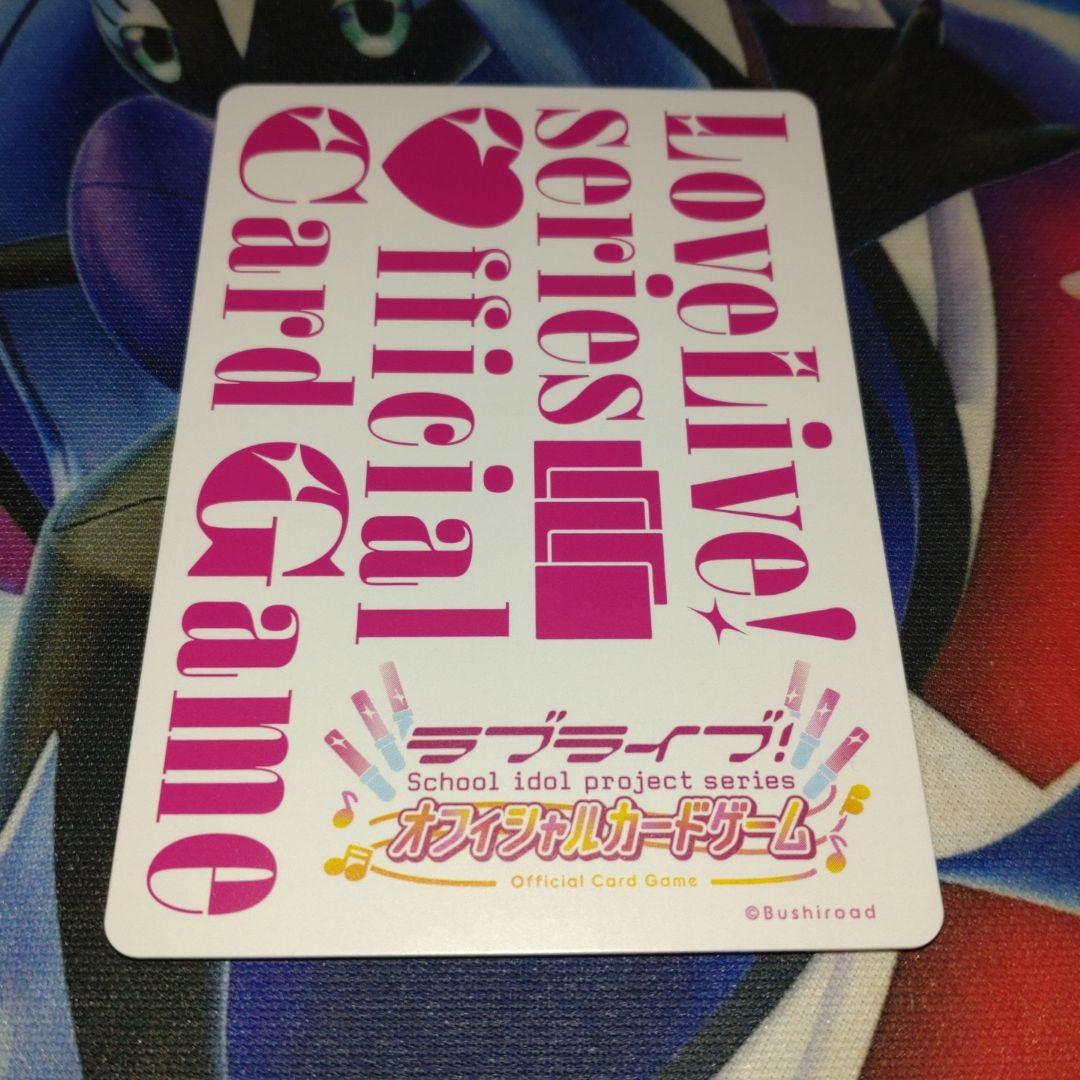 LoveLive!
series
♥fficial
Card Game
ラブライブ!
School idol project series
オフィシャルカードゲーム
Official Card Game
©Bushiroad